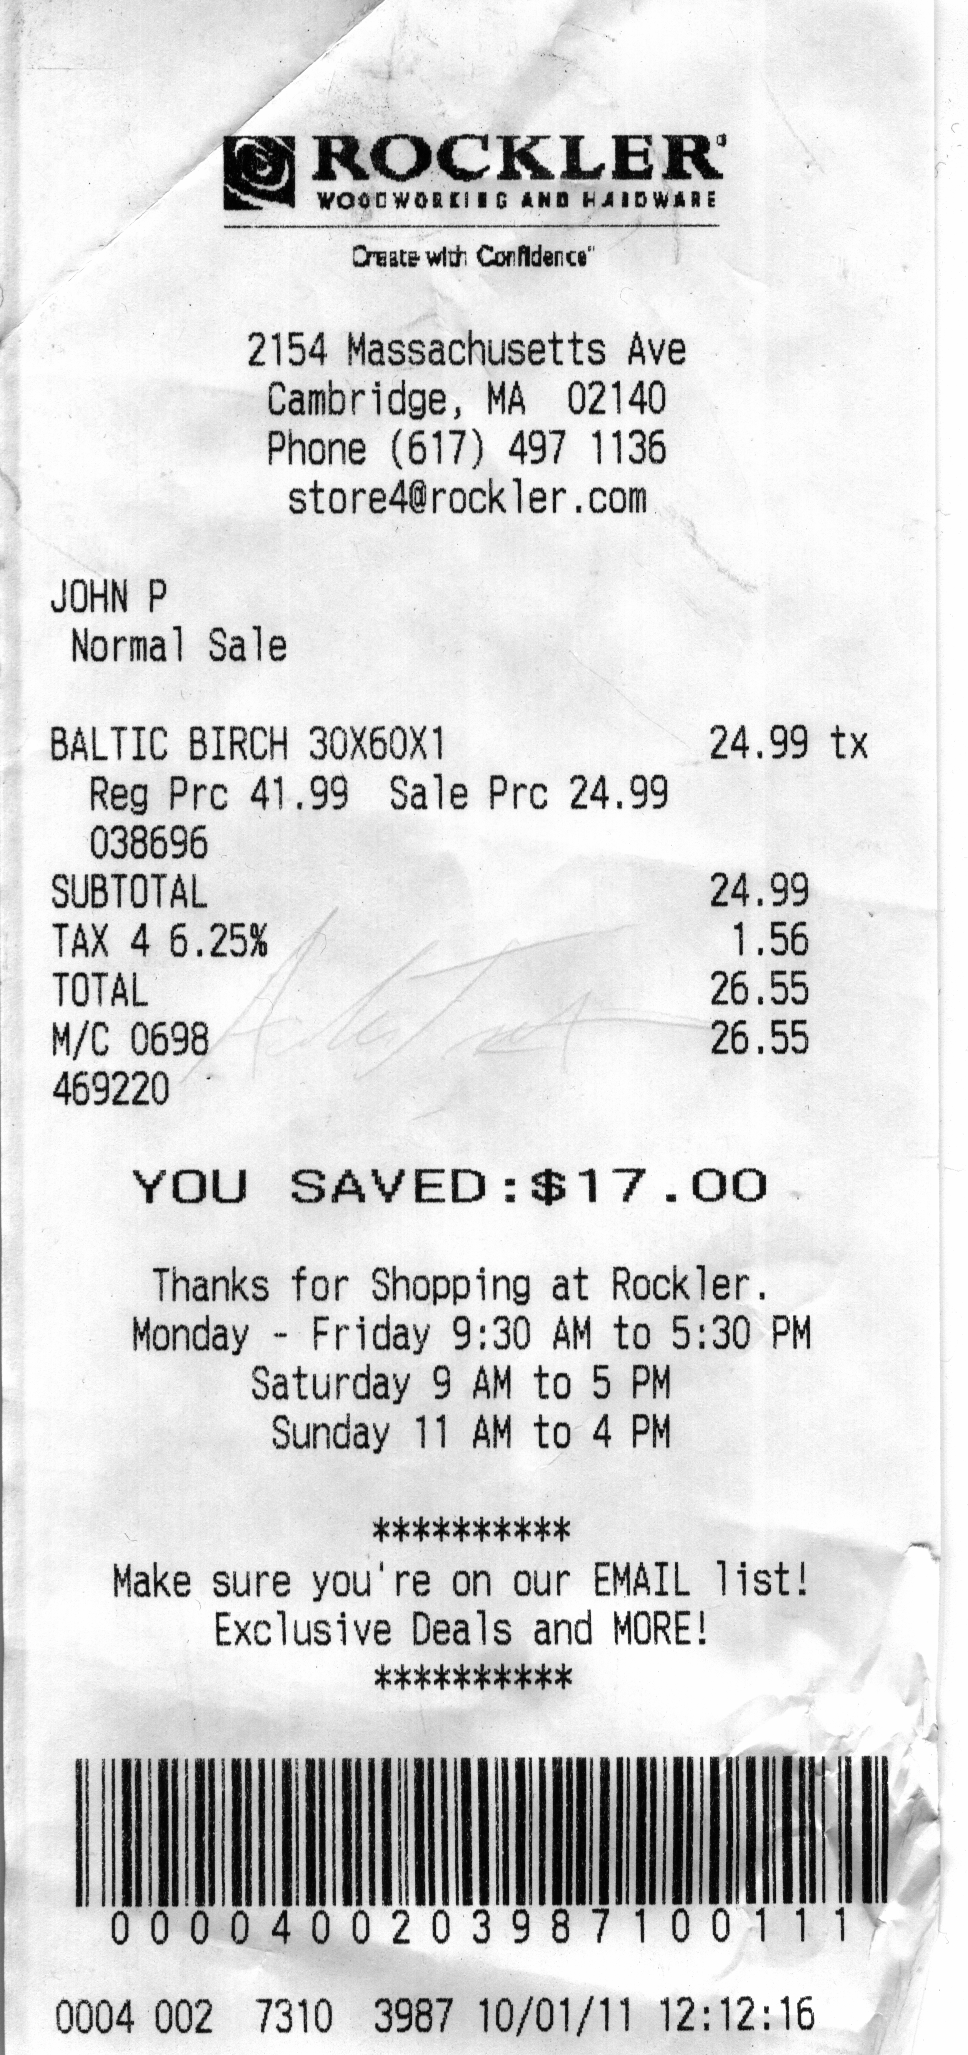 ROCKLER
WOODWORKING AND HARDWARE
Create with Confidence
2154 Massachusetts Ave
Cambridge, MA 02140
Phone (617) 497 1136
store4@rockler.com
JOHN P
Normal Sale
BALTIC BIRCH 30X60X1 24.99 tx
Reg Prc 41.99 Sale Prc 24.99
038696
SUBTOTAL 24.99
TAX 4 6.25% 1.56
TOTAL 26.55
M/C 0698 26.55
469220
YOU SAVED:$17.00
Thanks for Shopping at Rockler.
Monday - Friday 9:30 AM to 5:30 PM
Saturday 9 AM to 5 PM
Sunday 11 AM to 4 PM
**********
Make sure you're on our EMAIL list!
Exclusive Deals and MORE!
**********
0000400203987100111
0004 002 7310 3987 10/01/11 12:12:16